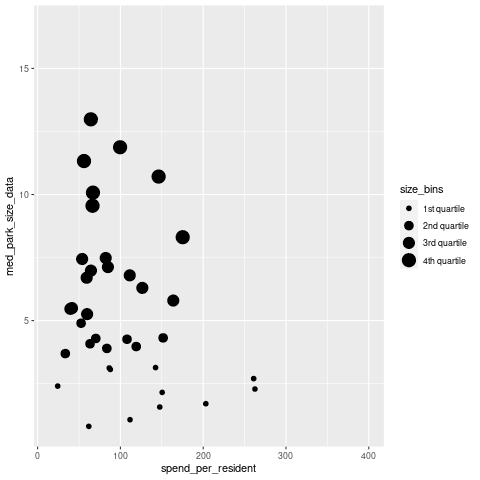 15
10
5
med_park_size_data
0
100
200
300
400
spend_per_resident
size_bins
1st quartile
2nd quartile
3rd quartile
4th quartile